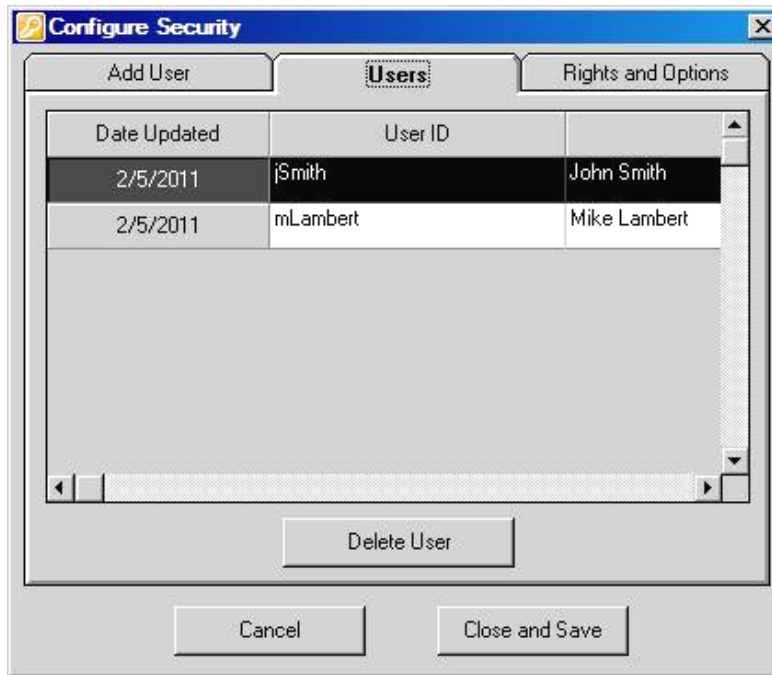 Configure Security
Add User Users Rights and Options
Date Updated User ID
2/5/2011 jSmith John Smith
2/5/2011 mLambert Mike Lambert
Delete User
Cancel Close and Save